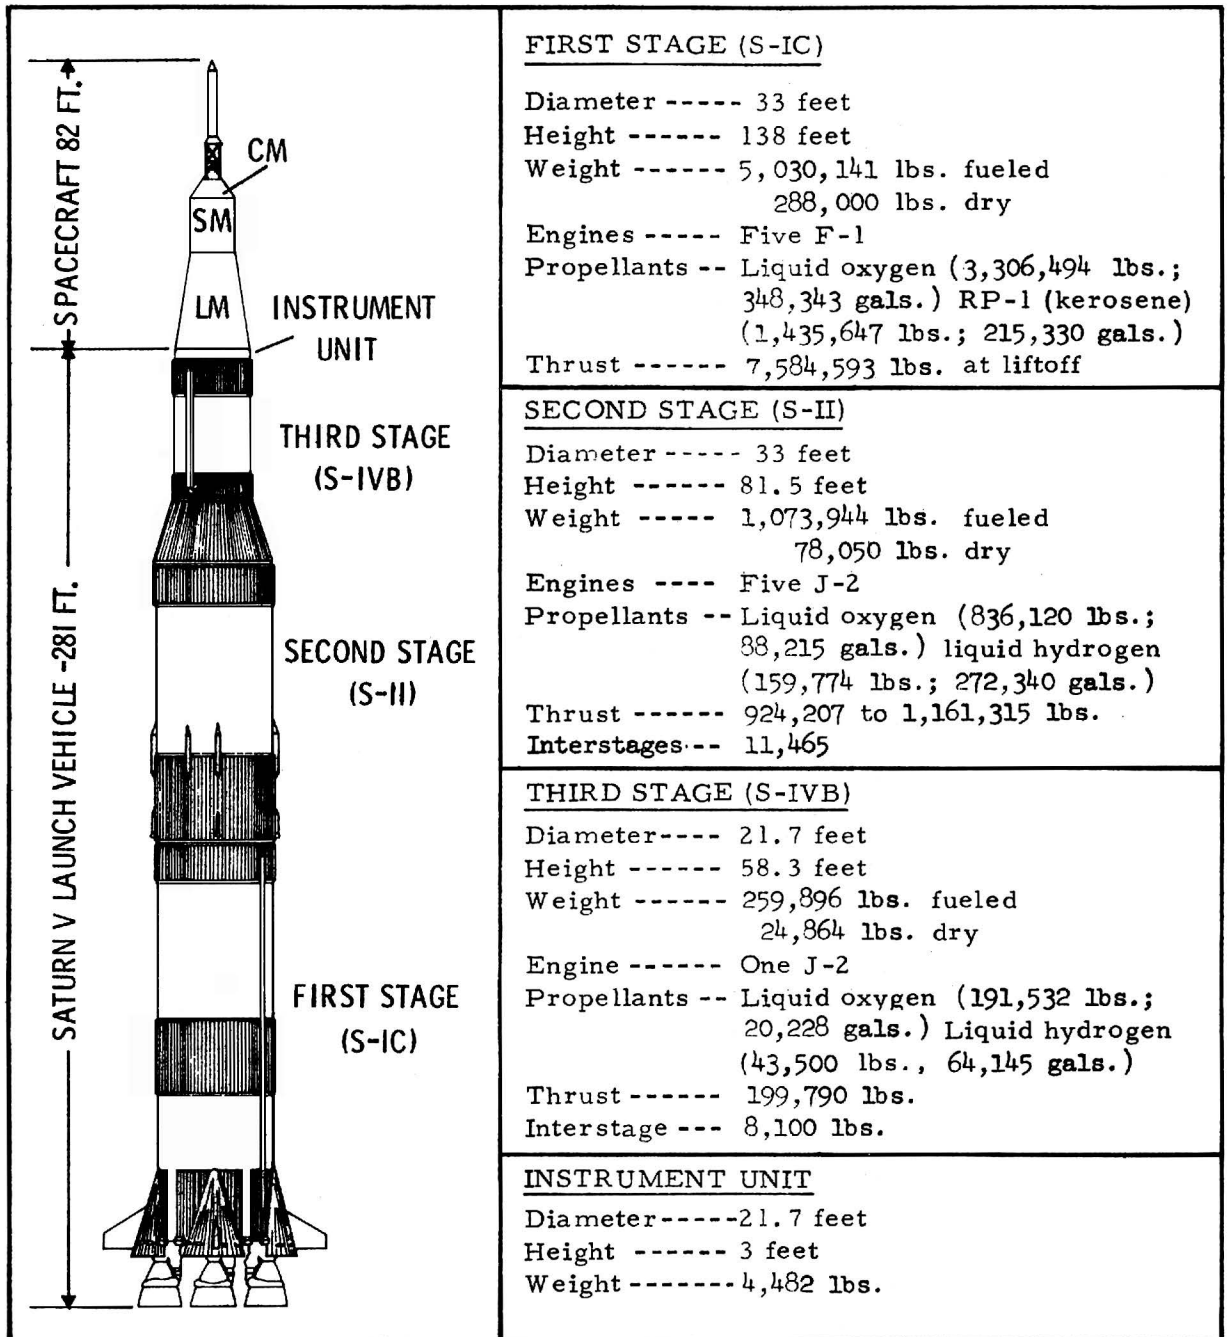 SPACECRAFT 82 FT.
SATURN V LAUNCH VEHICLE -281 FT.
CM
SM
LM
INSTRUMENT
UNIT
THIRD STAGE
(S-IVB)
SECOND STAGE
(S-II)
FIRST STAGE
(S-IC)
FIRST STAGE (S-IC)
Diameter ----- 33 feet
Height ------ 138 feet
Weight ------ 5,030,141 lbs. fueled
288,000 lbs. dry
Engines ----- Five F-1
Propellants -- Liquid oxygen (3,306,494 lbs.;
348,343 gals.) RP-1 (kerosene)
(1,435,647 lbs.; 215,330 gals.)
Thrust ------ 7,584,593 lbs. at liftoff
SECOND STAGE (S-II)
Diameter ----- 33 feet
Height ------ 81.5 feet
Weight ----- 1,073,944 lbs. fueled
78,050 lbs. dry
Engines ---- Five J-2
Propellants -- Liquid oxygen (836,120 lbs.;
88,215 gals.) liquid hydrogen
(159,774 lbs.; 272,340 gals.)
Thrust ------ 924,207 to 1,161,315 lbs.
Interstages -- 11,465
THIRD STAGE (S-IVB)
Diameter---- 21.7 feet
Height ------ 58.3 feet
Weight ------ 259,896 lbs. fueled
24,864 lbs. dry
Engine ------ One J-2
Propellants -- Liquid oxygen (191,532 lbs.;
20,228 gals.) Liquid hydrogen
(43,500 lbs., 64,145 gals.)
Thrust ------ 199,790 lbs.
Interstage --- 8,100 lbs.
INSTRUMENT UNIT
Diameter-----21.7 feet
Height ------ 3 feet
Weight ------- 4,482 lbs.